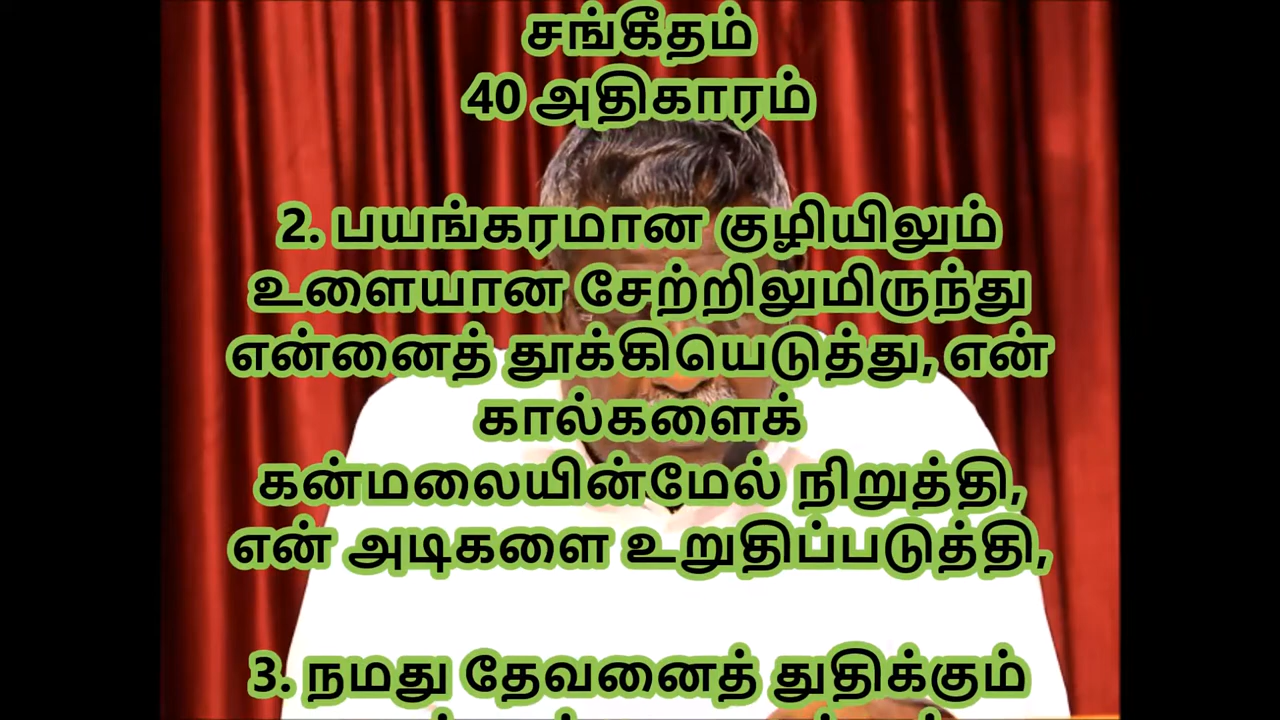 சங்கீதம்
40 அதிகாரம்
2. பயங்கரமான குழியிலும்
உளையான சேற்றிலுமிருந்து
என்னைத் தூக்கியெடுத்து, என்
கால்களைக்
கன்மலையின்மேல் நிறுத்தி,
என் அடிகளை உறுதிப்படுத்தி,
3. நமது தேவனைத் துதிக்கும்